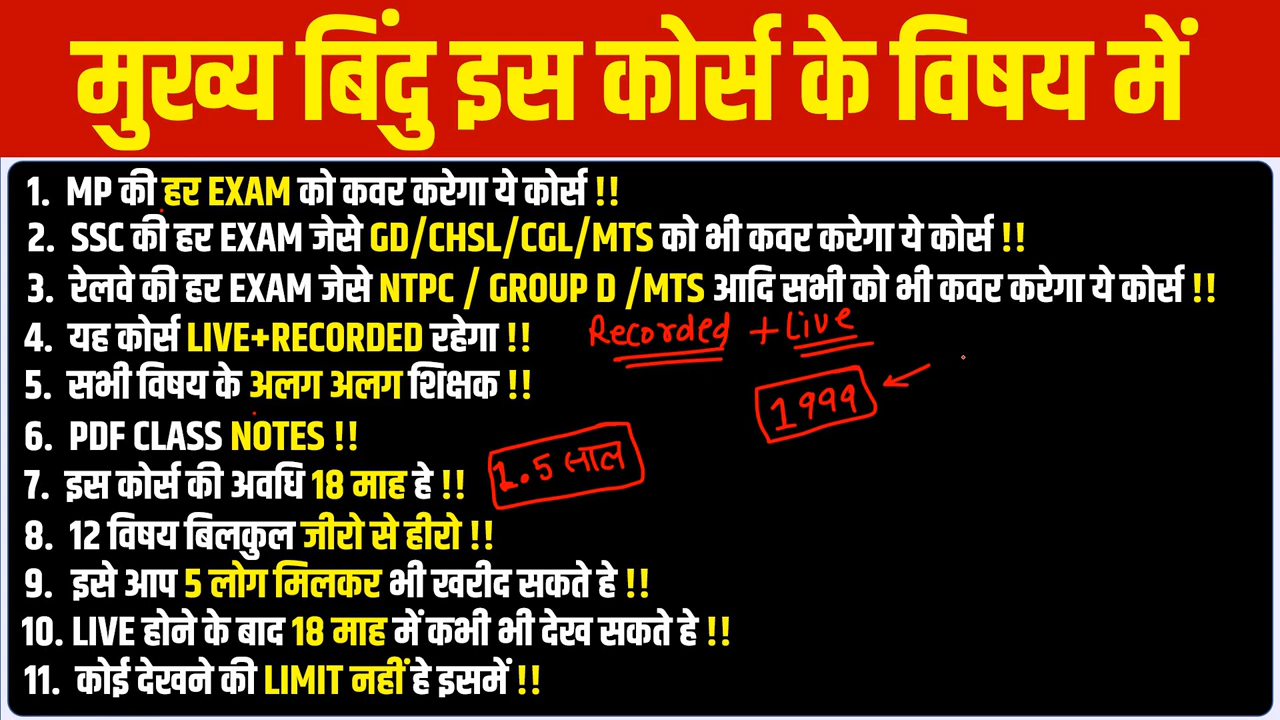 मुख्य बिंदु इस कोर्स के विषय में
1. MP की हर EXAM को कवर करेगा ये कोर्स !!
2. SSC की हर EXAM जेसे GD/CHSL/CGL/MTS को भी कवर करेगा ये कोर्स !!
3. रेलवे की हर EXAM जेसे NTPC / GROUP D /MTS आदि सभी को भी कवर करेगा ये कोर्स !!
4. यह कोर्स LIVE+RECORDED रहेगा !!
Recorded + Live
5. सभी विषय के अलग अलग शिक्षक !!
1999
6. PDF CLASS NOTES !!
7. इस कोर्स की अवधि 18 माह हे !!
1.5 साल
8. 12 विषय बिलकुल जीरो से हीरो !!
9. इसे आप 5 लोग मिलकर भी खरीद सकते हे !!
10. LIVE होने के बाद 18 माह में कभी भी देख सकते हे !!
11. कोई देखने की LIMIT नहीं हे इसमें !!